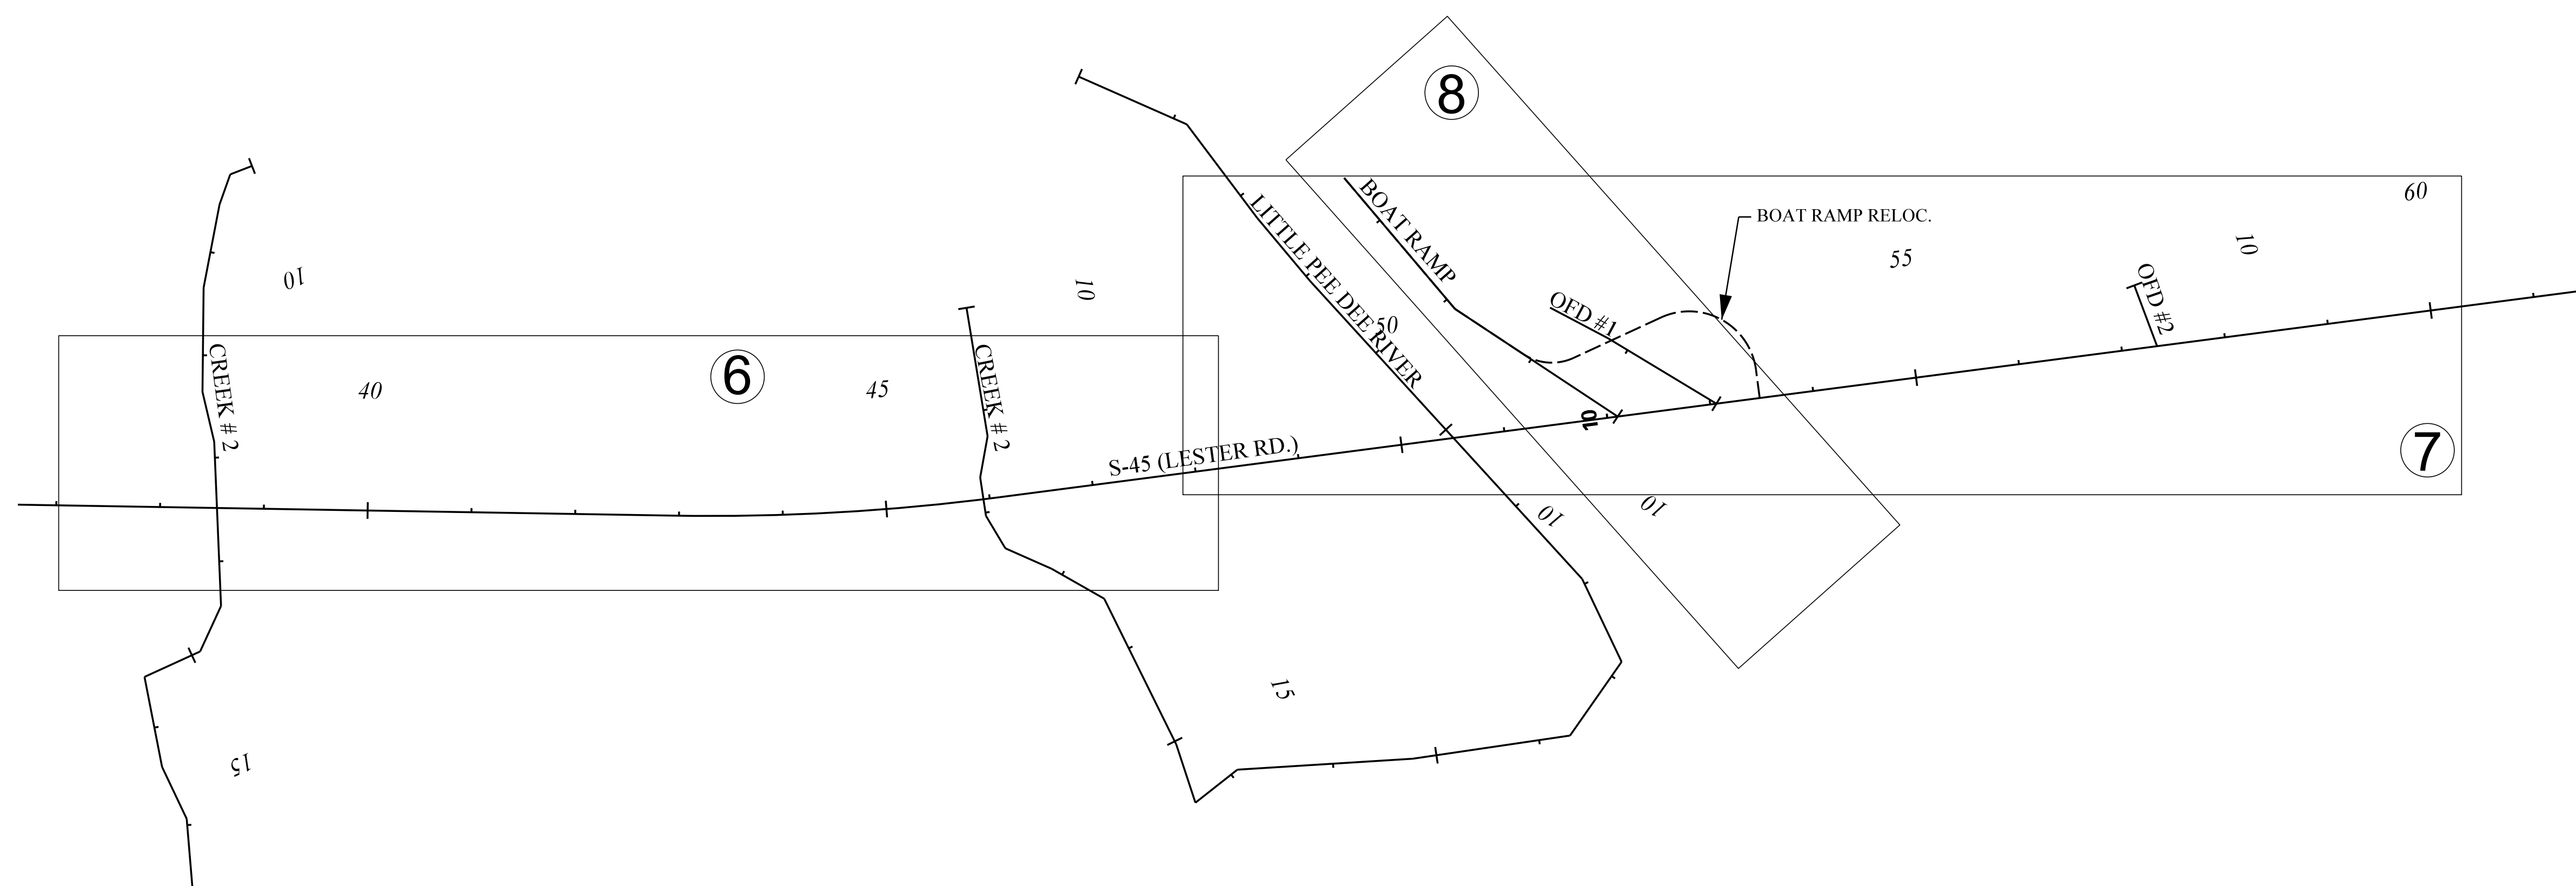 8
60
BOAT RAMP
BOAT RAMP RELOC.
LITTLE PEE DEE RIVER
10
55
10
10
OFD #1
OFD #2
50
CREEK # 2
40
6
45
CREEK # 2
10
S-45 (LESTER RD.)
7
10
10
15
15